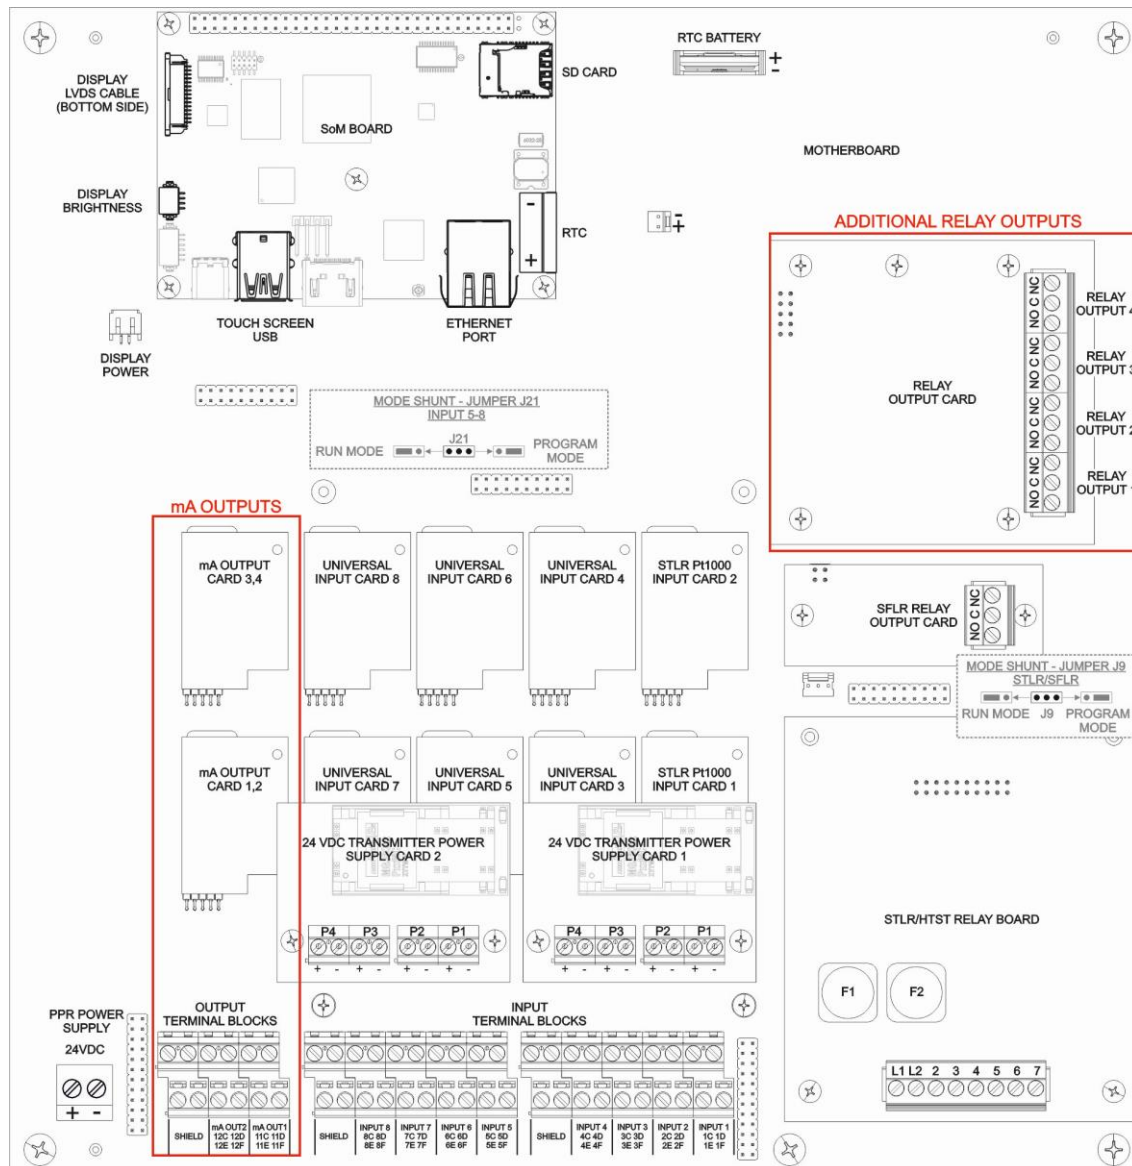 DISPLAY
LVDS CABLE
(BOTTOM SIDE)
SoM BOARD
SD CARD
RTC BATTERY
+
-
MOTHERBOARD
DISPLAY
BRIGHTNESS
-
+
RTC
-
+
TOUCH SCREEN
USB
ETHERNET
PORT
DISPLAY
POWER
ADDITIONAL RELAY OUTPUTS
RELAY
OUTPUT CARD
NO C NC
RELAY
OUTPUT 4
NO C NC
RELAY
OUTPUT 3
NO C NC
RELAY
OUTPUT 2
NO C NC
RELAY
OUTPUT 1
MODE SHUNT - JUMPER J21
INPUT 5-8
J21
RUN MODE
PROGRAM
MODE
mA OUTPUTS
mA OUTPUT
CARD 3,4
UNIVERSAL
INPUT CARD 8
UNIVERSAL
INPUT CARD 6
UNIVERSAL
INPUT CARD 4
STLR Pt1000
INPUT CARD 2
SFLR RELAY
OUTPUT CARD
NO C NC
MODE SHUNT - JUMPER J9
STLR/SFLR
RUN MODE J9 PROGRAM
MODE
mA OUTPUT
CARD 1,2
UNIVERSAL
INPUT CARD 7
UNIVERSAL
INPUT CARD 5
UNIVERSAL
INPUT CARD 3
STLR Pt1000
INPUT CARD 1
24 VDC TRANSMITTER POWER
SUPPLY CARD 2
24 VDC TRANSMITTER POWER
SUPPLY CARD 1
P4 P3 P2 P1
+ - + - + - + -
P4 P3 P2 P1
+ - + - + - + -
STLR/HTST RELAY BOARD
F1 F2
L1 L2 2 3 4 5 6 7
PPR POWER
SUPPLY
24VDC
+ -
OUTPUT
TERMINAL BLOCKS
INPUT
TERMINAL BLOCKS
SHIELD
mA OUT2
12C 12D
12E 12F
mA OUT1
11C 11D
11E 11F
SHIELD
INPUT 8
8C 8D
8E 8F
INPUT 7
7C 7D
7E 7F
INPUT 6
6C 6D
6E 6F
INPUT 5
5C 5D
5E 5F
SHIELD
INPUT 4
4C 4D
4E 4F
INPUT 3
3C 3D
3E 3F
INPUT 2
2C 2D
2E 2F
INPUT 1
1C 1D
1E 1F